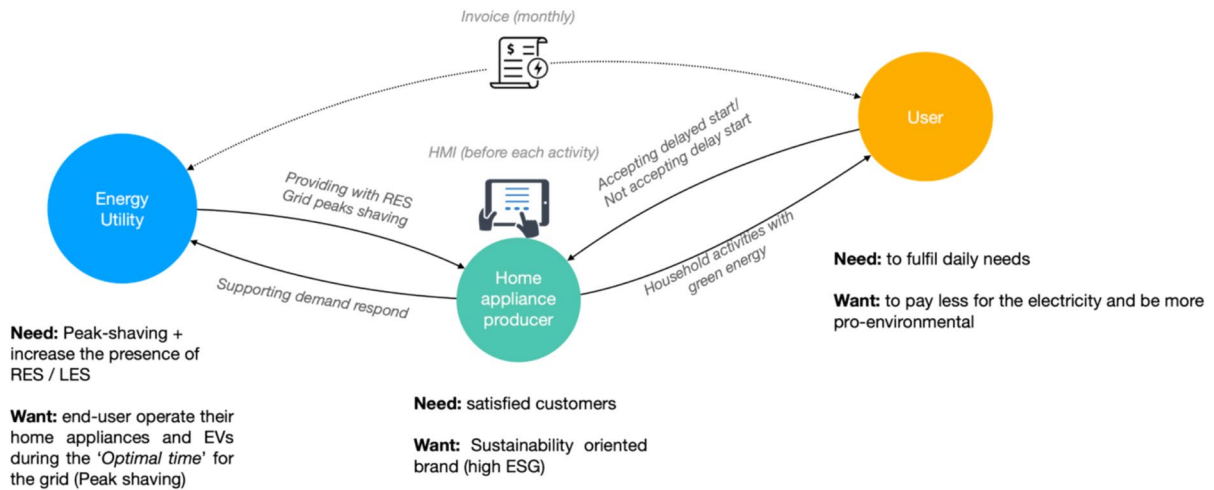 Invoice (monthly)
$
User
HMI (before each activity)
Accepting delayed start/
Not accepting delay start
Energy
Utility
Providing with RES
Grid peaks shaving
Home
appliance
producer
Household activities with
green energy
Supporting demand respond
Need: to fulfil daily needs
Want: to pay less for the electricity and be more
pro-environmental
Need: Peak-shaving +
increase the presence of
RES / LES
Want: end-user operate their
home appliances and EVs
during the ‘Optimal time’ for
the grid (Peak shaving)
Need: satisfied customers
Want: Sustainability oriented
brand (high ESG)